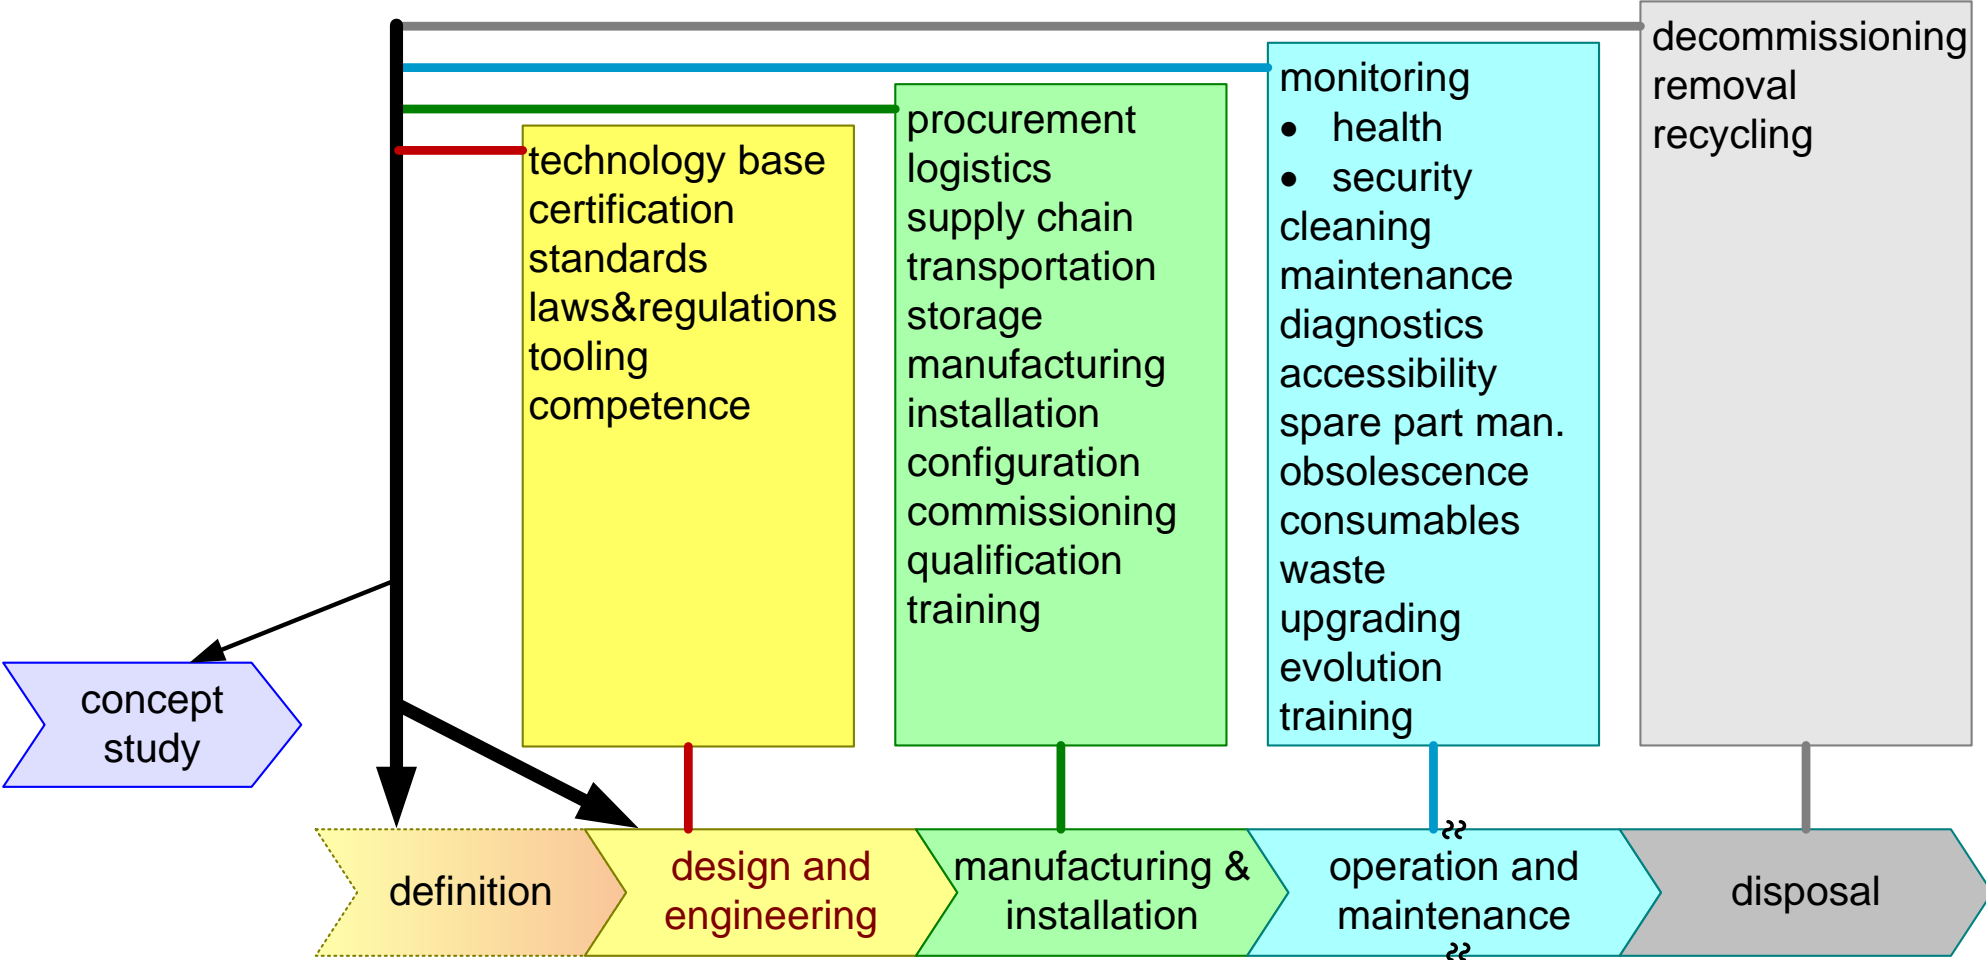 technology base
certification
standards
laws&regulations
tooling
competence
procurement
logistics
supply chain
transportation
storage
manufacturing
installation
configuration
commissioning
qualification
training
monitoring
• health
• security
cleaning
maintenance
diagnostics
accessibility
spare part man.
obsolescence
consumables
waste
upgrading
evolution
training
decommissioning
removal
recycling
concept
study
definition
design and
engineering
manufacturing &
installation
operation and
maintenance
disposal